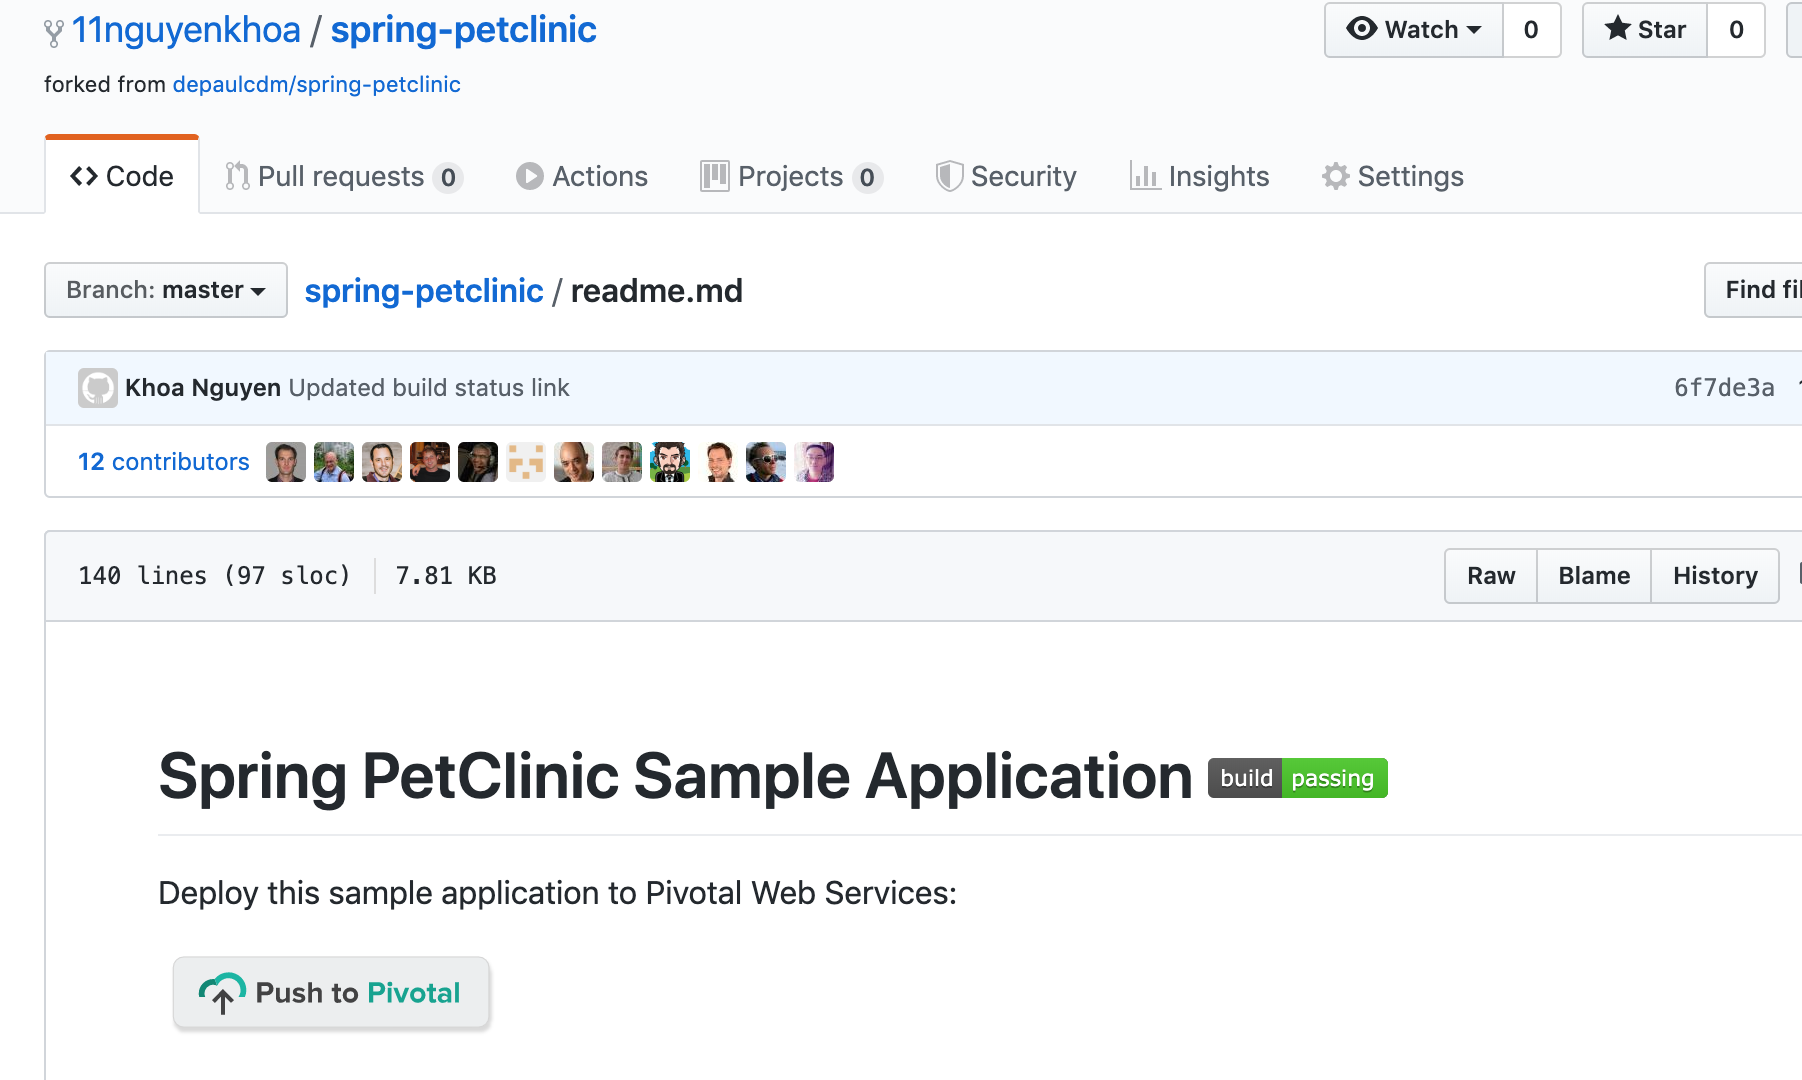 11nguyenkhoa / spring-petclinic
Watch 0 Star 0
forked from depaulcdm/spring-petclinic
Code Pull requests 0 Actions Projects 0 Security Insights Settings
Branch: master spring-petclinic / readme.md
Find fil
Khoa Nguyen Updated build status link 6f7de3a
12 contributors
140 lines (97 sloc) 7.81 KB
Raw Blame History
Spring PetClinic Sample Application build passing
Deploy this sample application to Pivotal Web Services:
Push to Pivotal